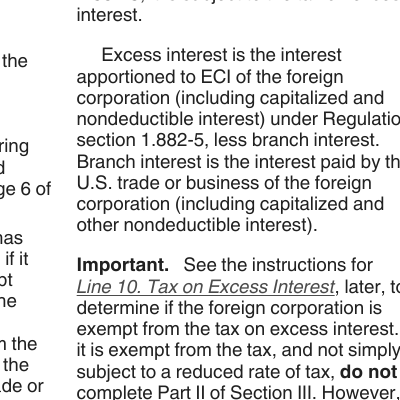 the
ring
ge 6 of
has
if it
the
m the
the
ade or
interest.
Excess interest is the interest
apportioned to ECI of the foreign
corporation (including capitalized and
nondeductible interest) under Regulatio
section 1.882-5, less branch interest.
Branch interest is the interest paid by th
U.S. trade or business of the foreign
corporation (including capitalized and
other nondeductible interest).
Important. See the instructions for
Line 10. Tax on Excess Interest, later, to
determine if the foreign corporation is
exempt from the tax on excess interest.
it is exempt from the tax, and not simply
subject to a reduced rate of tax, do not
complete Part II of Section III. However,